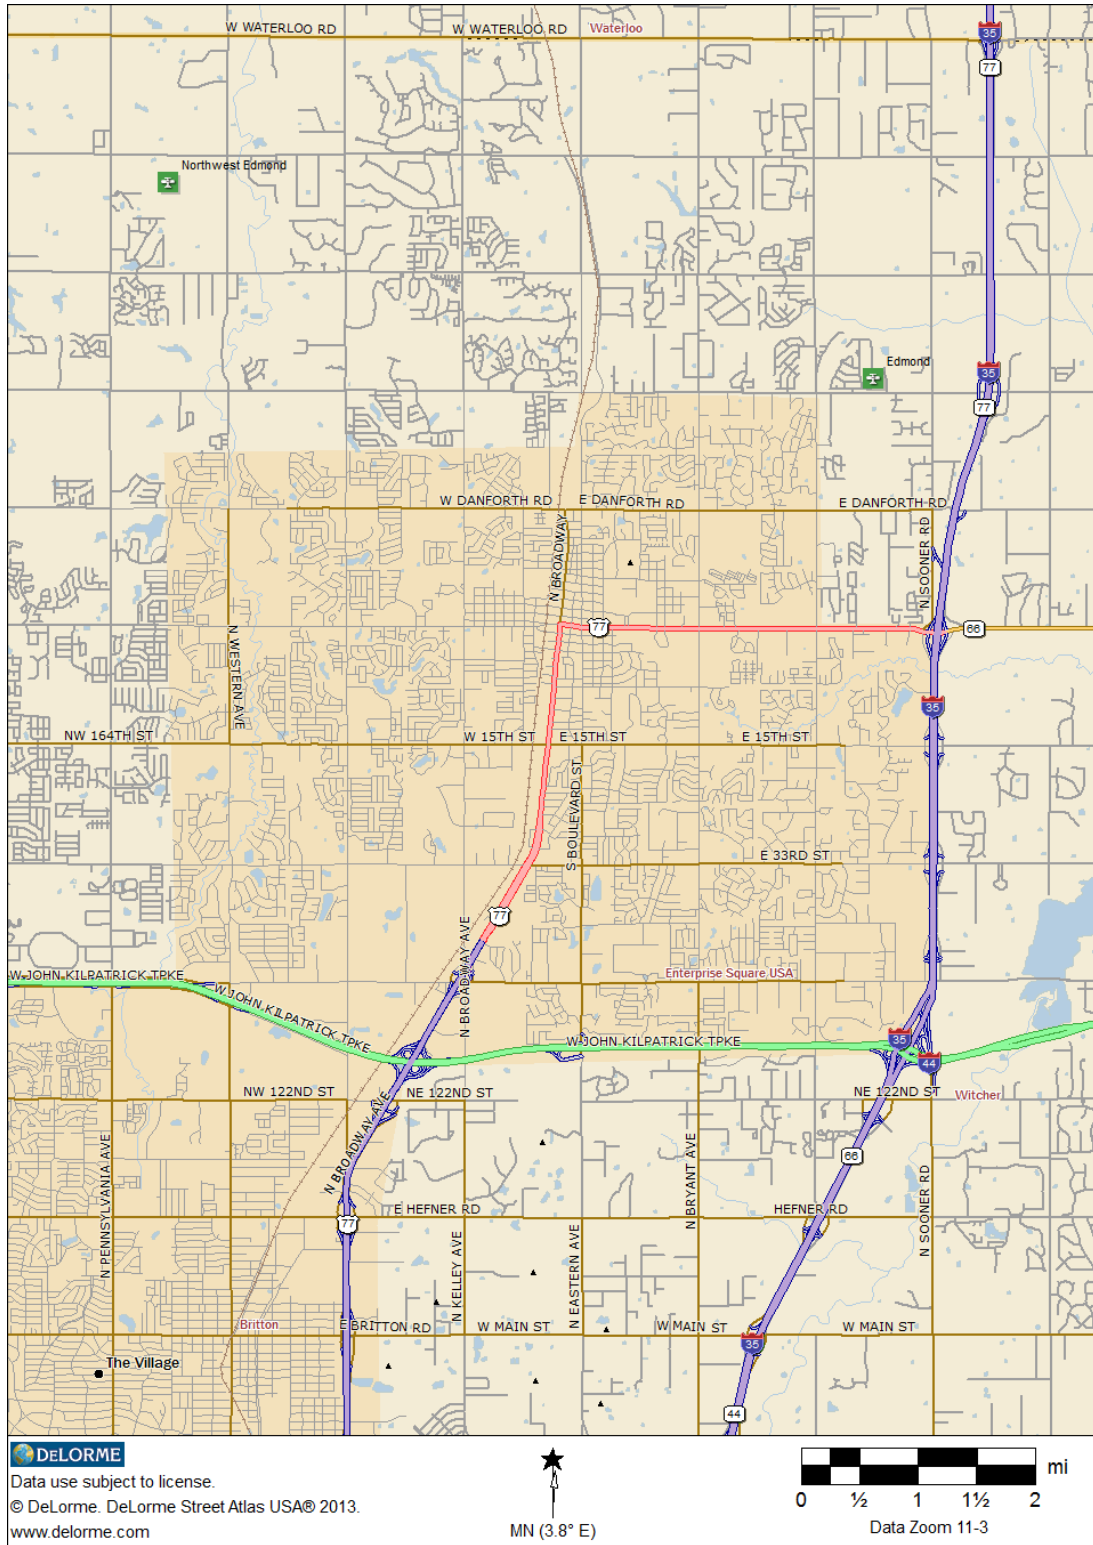 W WATERLOO RD
W WATERLOO RD
Waterloo
35
77
Northwest Edmond
Edmond
35
77
W DANFORTH RD
E DANFORTH RD
E DANFORTH RD
N BROADWAY
N SOONER RD
77
66
N WESTERN AVE
35
NW 164TH ST
W 15TH ST
E 15TH ST
E 15TH ST
S BOULEVARD ST
E 33RD ST
77
N BROADWAY AVE
W JOHN KILPATRICK TPKE
Enterprise Square USA
W JOHN KILPATRICK TPKE
W JOHN KILPATRICK TPKE
35
44
NW 122ND ST
NE 122ND ST
NE 122ND ST
Witcher
N BROADWAY AVE
N PENNSYLVANIA AVE
N BRYANT AVE
66
N SOONER RD
E HEFNER RD
HEFNER RD
77
N KELLEY AVE
N EASTERN AVE
Britton
E BRITTON RD
W MAIN ST
W MAIN ST
W MAIN ST
35
The Village
44
DELORME
Data use subject to license.
© DeLorme. DeLorme Street Atlas USA® 2013.
www.delorme.com
MN (3.8° E)
mi
0 ½ 1 1½ 2
Data Zoom 11-3